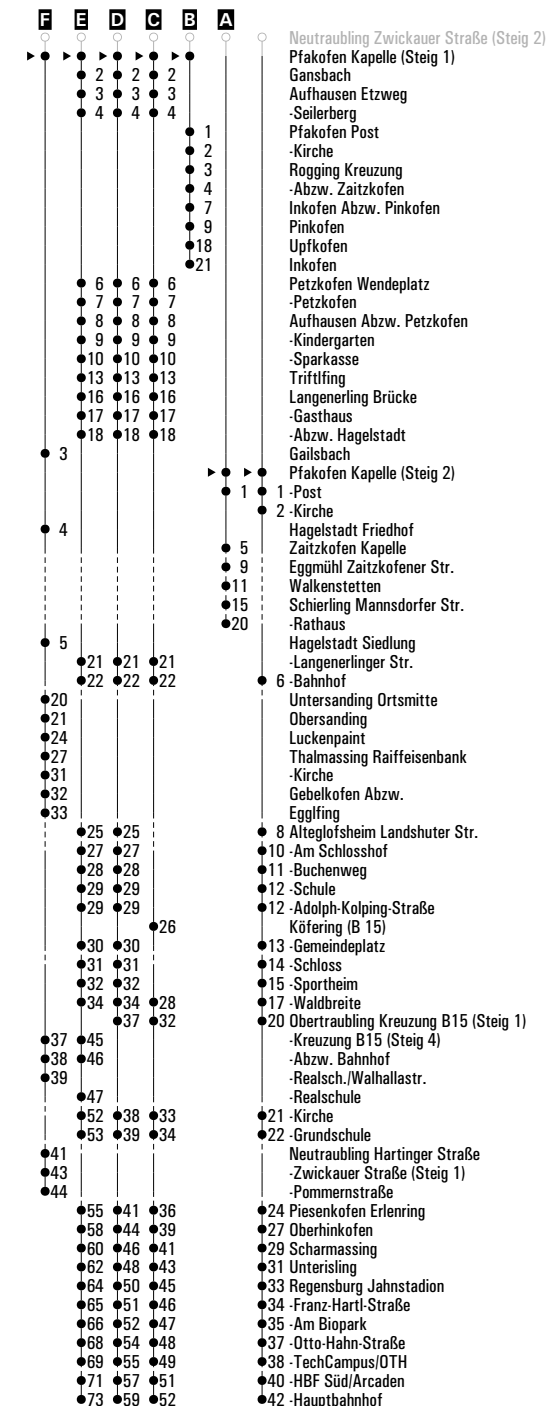 F E D C B A
Neutraubling Zwickauer Straße (Steig 2)
Pfakofen Kapelle (Steig 1)
2 2 2 Gansbach
3 3 3 Aufhausen Etzweg
4 4 4 -Seilerberg
1 Pfakofen Post
2 -Kirche
3 Rogging Kreuzung
4 -Abzw. Zaitzkofen
7 Inkofen Abzw. Pinkofen
9 Pinkofen
18 Upfkofen
21 Inkofen
6 6 6 Petzkofen Wendeplatz
7 7 7 -Petzkofen
8 8 8 Aufhausen Abzw. Petzkofen
9 9 9 -Kindergarten
10 10 10 -Sparkasse
13 13 13 Triftlfing
16 16 16 Langenerling Brücke
17 17 17 -Gasthaus
18 18 18 -Abzw. Hagelstadt
3 Gailsbach
Pfakofen Kapelle (Steig 2)
1 1 -Post
2 -Kirche
4 Hagelstadt Friedhof
5 Zaitzkofen Kapelle
9 Eggmühl Zaitzkofener Str.
11 Walkenstetten
15 Schierling Mannsdorfer Str.
20 -Rathaus
5 Hagelstadt Siedlung
21 21 21 -Langenerlinger Str.
22 22 22 6 -Bahnhof
20 Untersanding Ortsmitte
21 Obersanding
24 Luckenpaint
27 Thalmassing Raiffeisenbank
31 -Kirche
32 Gebelkofen Abzw.
33 Egglfing
25 25 8 Alteglofsheim Landshuter Str.
27 27 10 -Am Schlosshof
28 28 11 -Buchenweg
29 29 12 -Schule
29 29 12 -Adolph-Kolping-Straße
26 Köfering (B 15)
30 30 13 -Gemeindeplatz
31 31 14 -Schloss
32 32 15 -Sportheim
34 34 28 17 -Waldbreite
37 32 20 Obertraubling Kreuzung B15 (Steig 1)
37 45 -Kreuzung B15 (Steig 4)
38 46 -Abzw. Bahnhof
39 -Realsch./Walhallastr.
47 -Realschule
52 38 33 21 -Kirche
53 39 34 22 -Grundschule
41 Neutraubling Hartinger Straße
43 -Zwickauer Straße (Steig 1)
44 -Pommernstraße
55 41 36 24 Piesenkofen Erlenring
58 44 39 27 Oberhinkofen
60 46 41 29 Scharmassing
62 48 43 31 Unterisling
64 50 45 33 Regensburg Jahnstadion
65 51 46 34 -Franz-Hartl-Straße
66 52 47 35 -Am Biopark
68 54 48 37 -Otto-Hahn-Straße
69 55 49 38 -TechCampus/OTH
71 57 51 40 -HBF Süd/Arcaden
73 59 52 42 -Hauptbahnhof